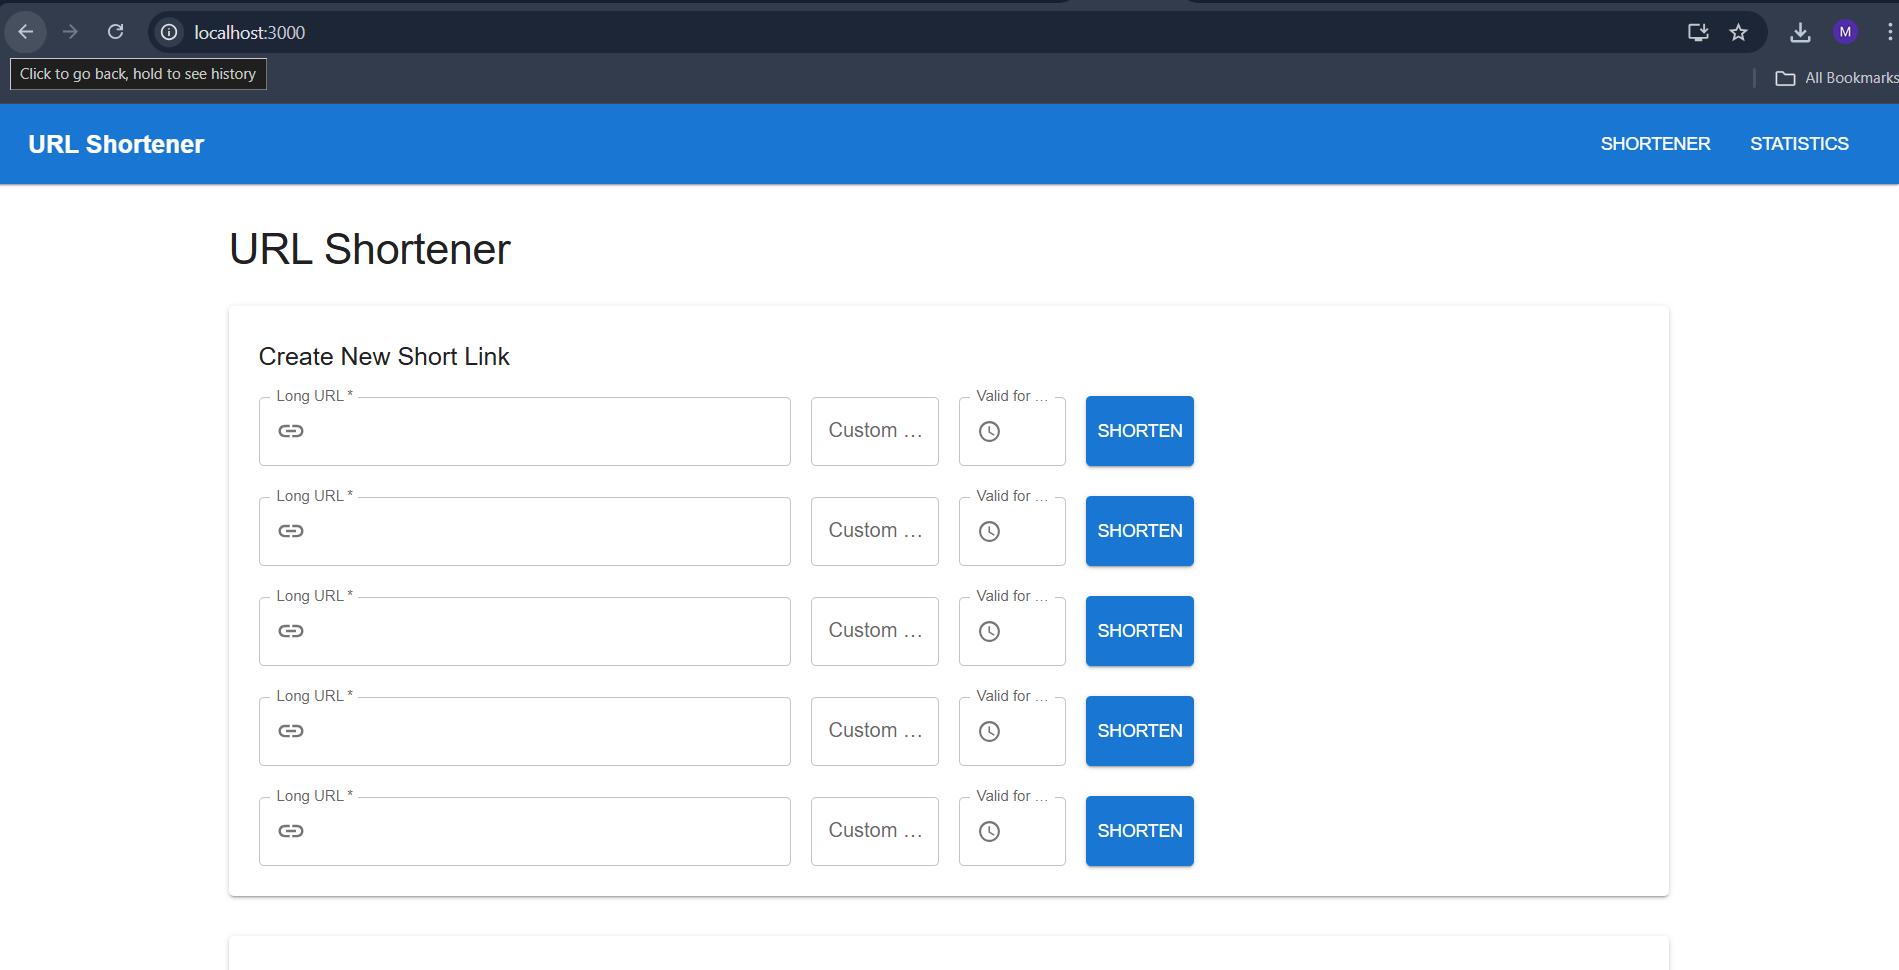 localhost:3000
M
Click to go back, hold to see history
All Bookmarks
URL Shortener
SHORTENER
STATISTICS
URL Shortener
Create New Short Link
Long URL *
Custom …
Valid for …
SHORTEN
Long URL *
Custom …
Valid for …
SHORTEN
Long URL *
Custom …
Valid for …
SHORTEN
Long URL *
Custom …
Valid for …
SHORTEN
Long URL *
Custom …
Valid for …
SHORTEN